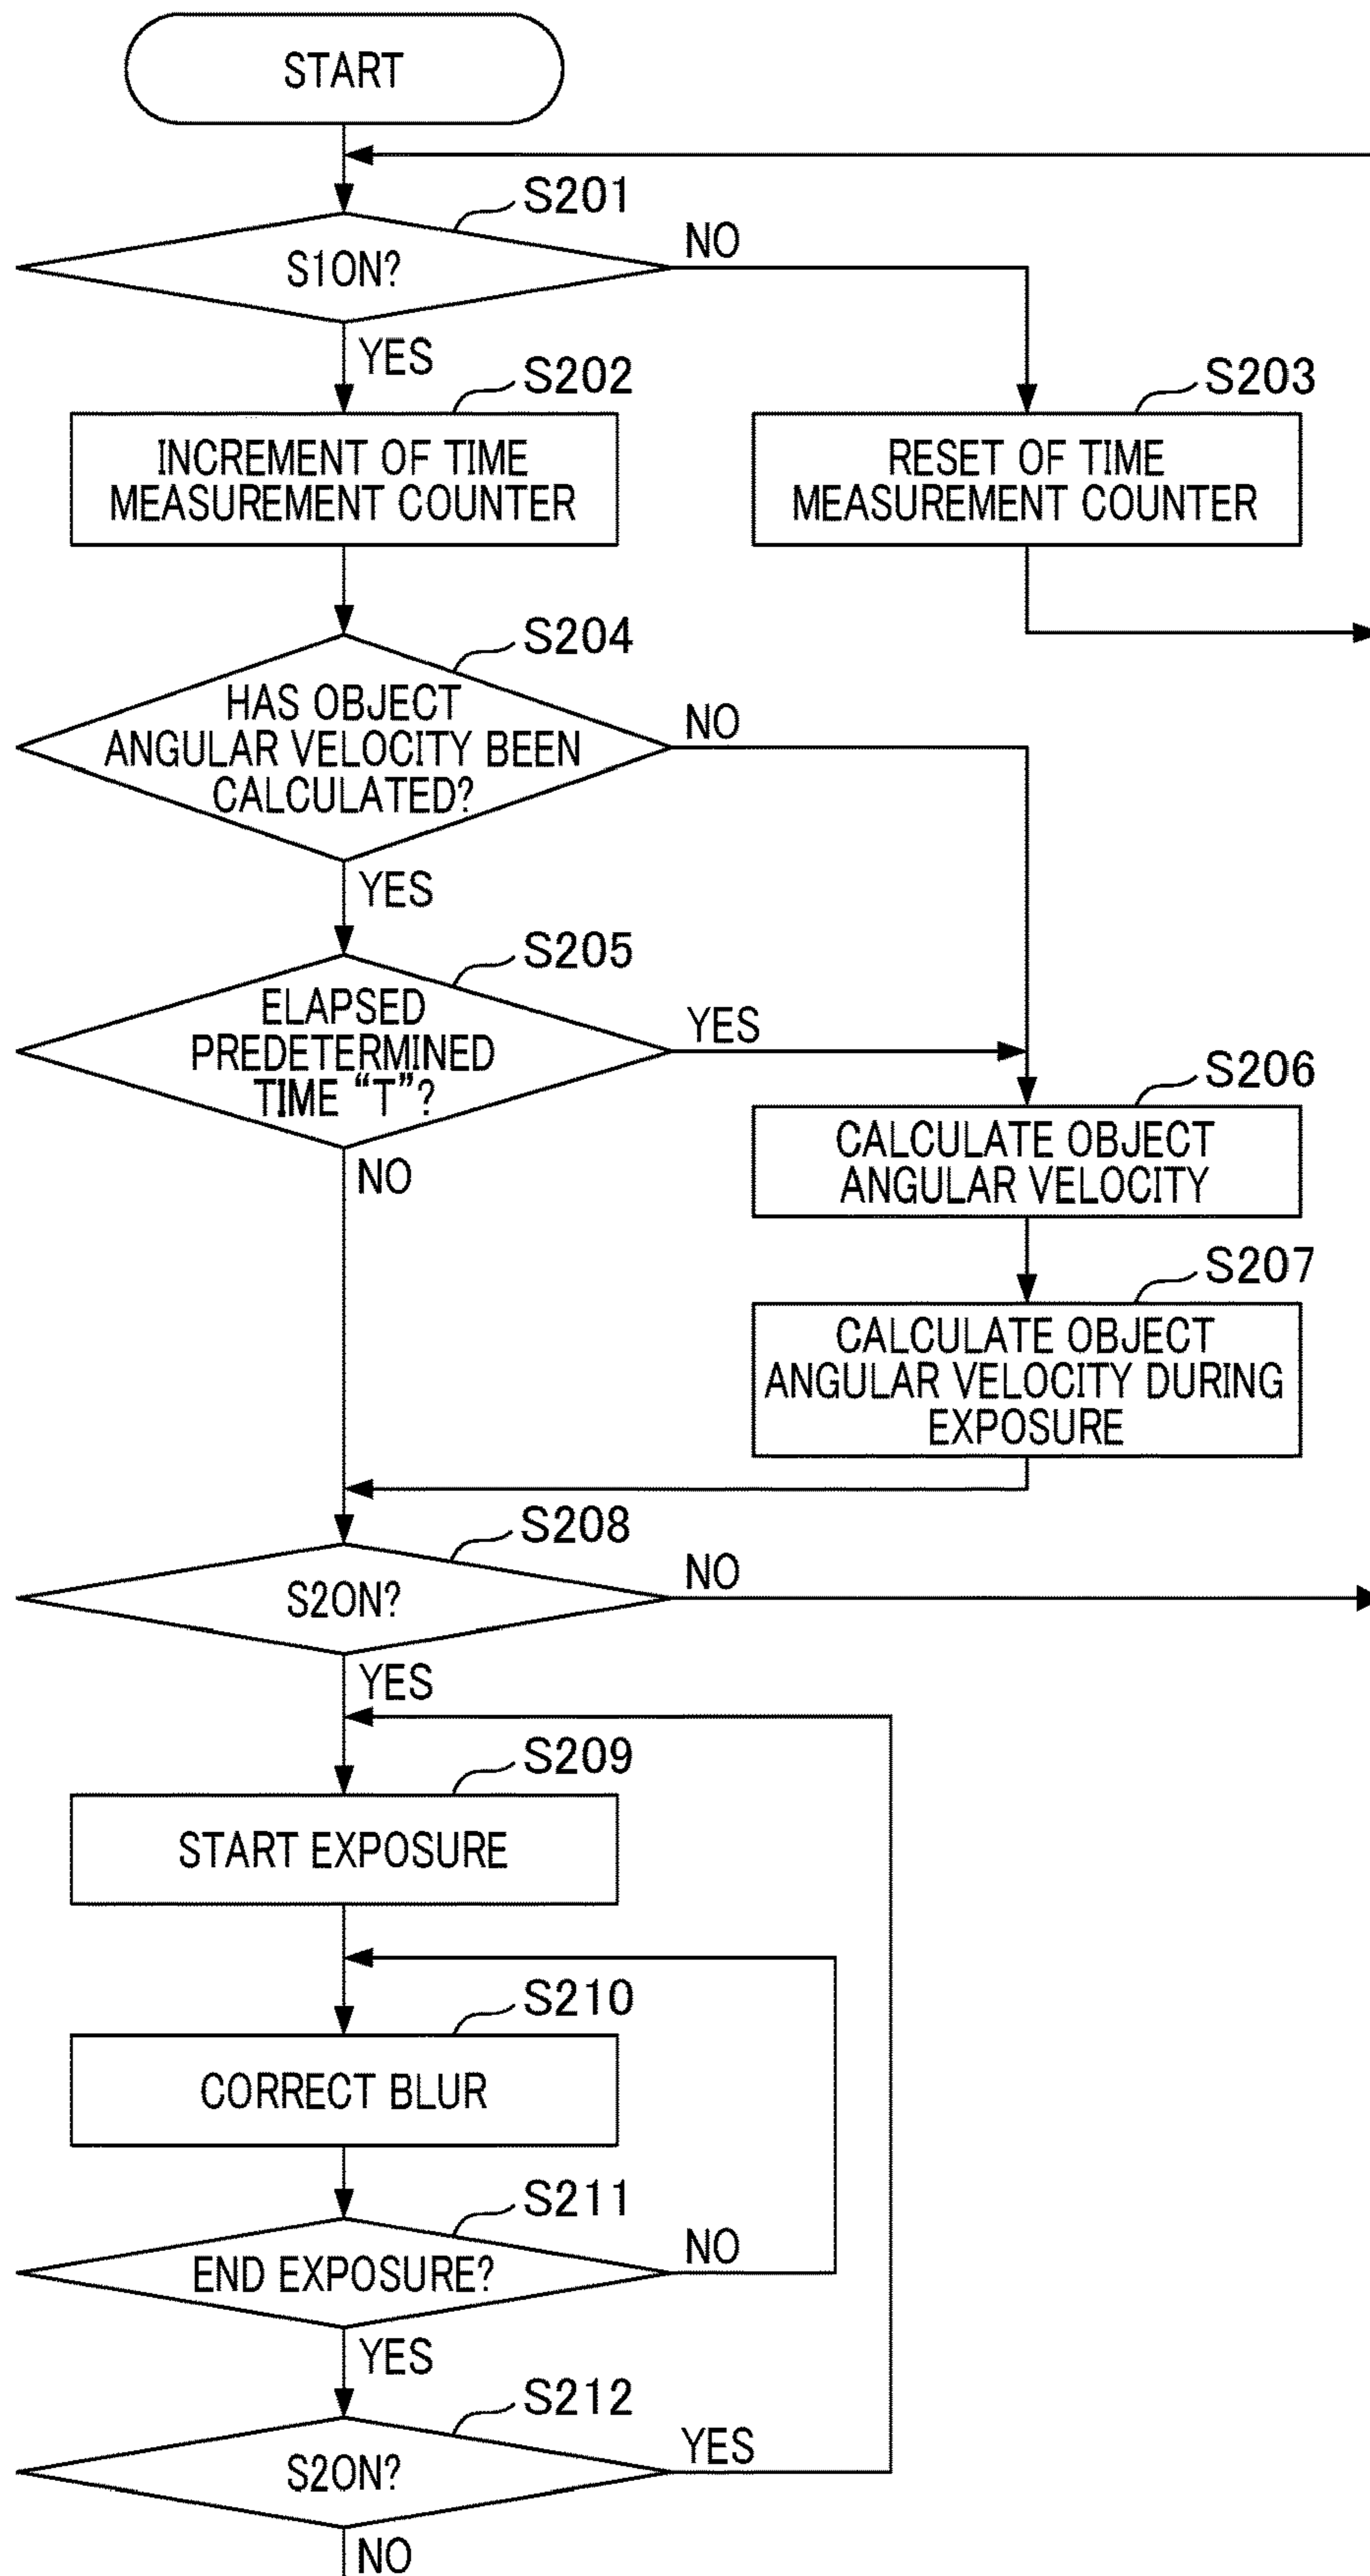 START
S201
S1ON?
NO
YES
S202
INCREMENT OF TIME
MEASUREMENT COUNTER
S203
RESET OF TIME
MEASUREMENT COUNTER
S204
HAS OBJECT
ANGULAR VELOCITY BEEN
CALCULATED?
NO
YES
S205
ELAPSED
PREDETERMINED
TIME “T”?
YES
NO
S206
CALCULATE OBJECT
ANGULAR VELOCITY
S207
CALCULATE OBJECT
ANGULAR VELOCITY DURING
EXPOSURE
S208
S2ON?
NO
YES
S209
START EXPOSURE
S210
CORRECT BLUR
S211
END EXPOSURE?
NO
YES
S212
S2ON?
YES
NO